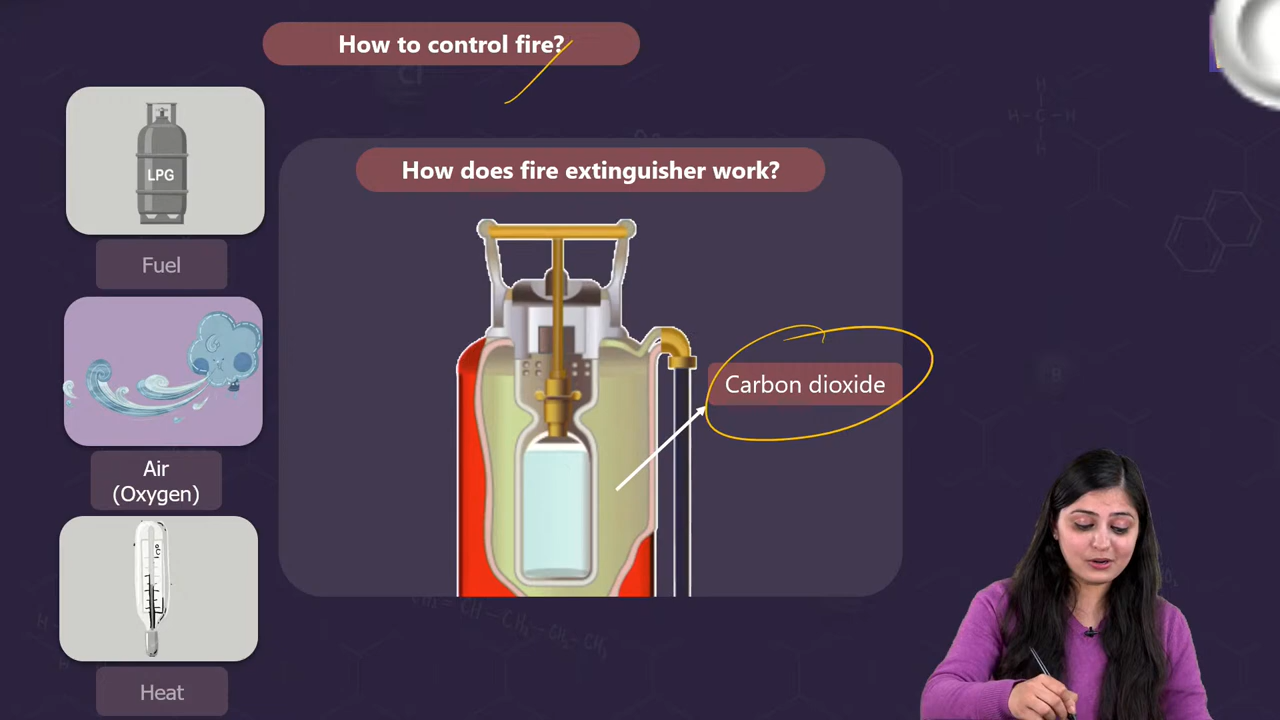 How to control fire?
LPG
How does fire extinguisher work?
Fuel
Carbon dioxide
Air
(Oxygen)
Heat